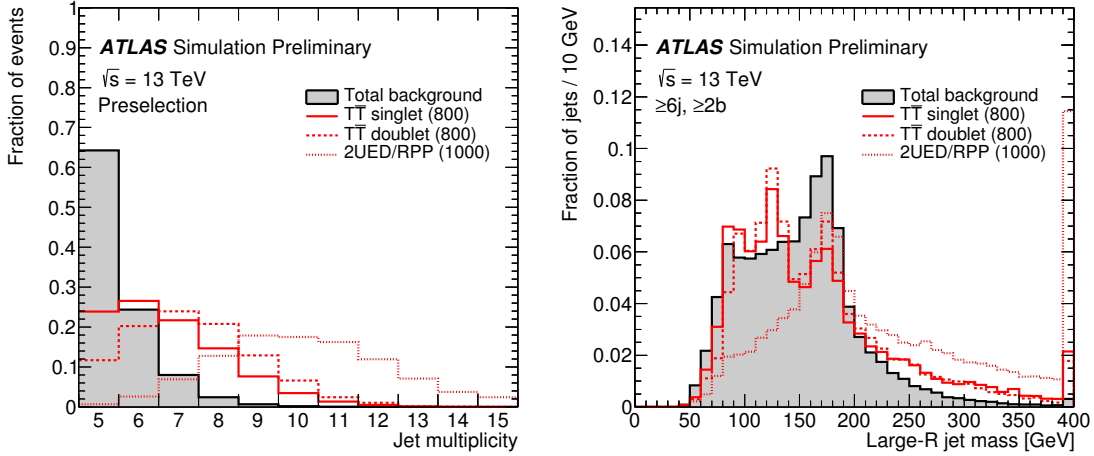 ATLAS Simulation Preliminary
√s = 13 TeV
Preselection
Total background
TT̅ singlet (800)
TT̅ doublet (800)
2UED/RPP (1000)
Fraction of events
1
0.9
0.8
0.7
0.6
0.5
0.4
0.3
0.2
0.1
0
5 6 7 8 9 10 11 12 13 14 15
Jet multiplicity
ATLAS Simulation Preliminary
√s = 13 TeV
≥6j, ≥2b
Total background
TT̅ singlet (800)
TT̅ doublet (800)
2UED/RPP (1000)
Fraction of jets / 10 GeV
0.14
0.12
0.1
0.08
0.06
0.04
0.02
0
0 50 100 150 200 250 300 350 400
Large-R jet mass [GeV]